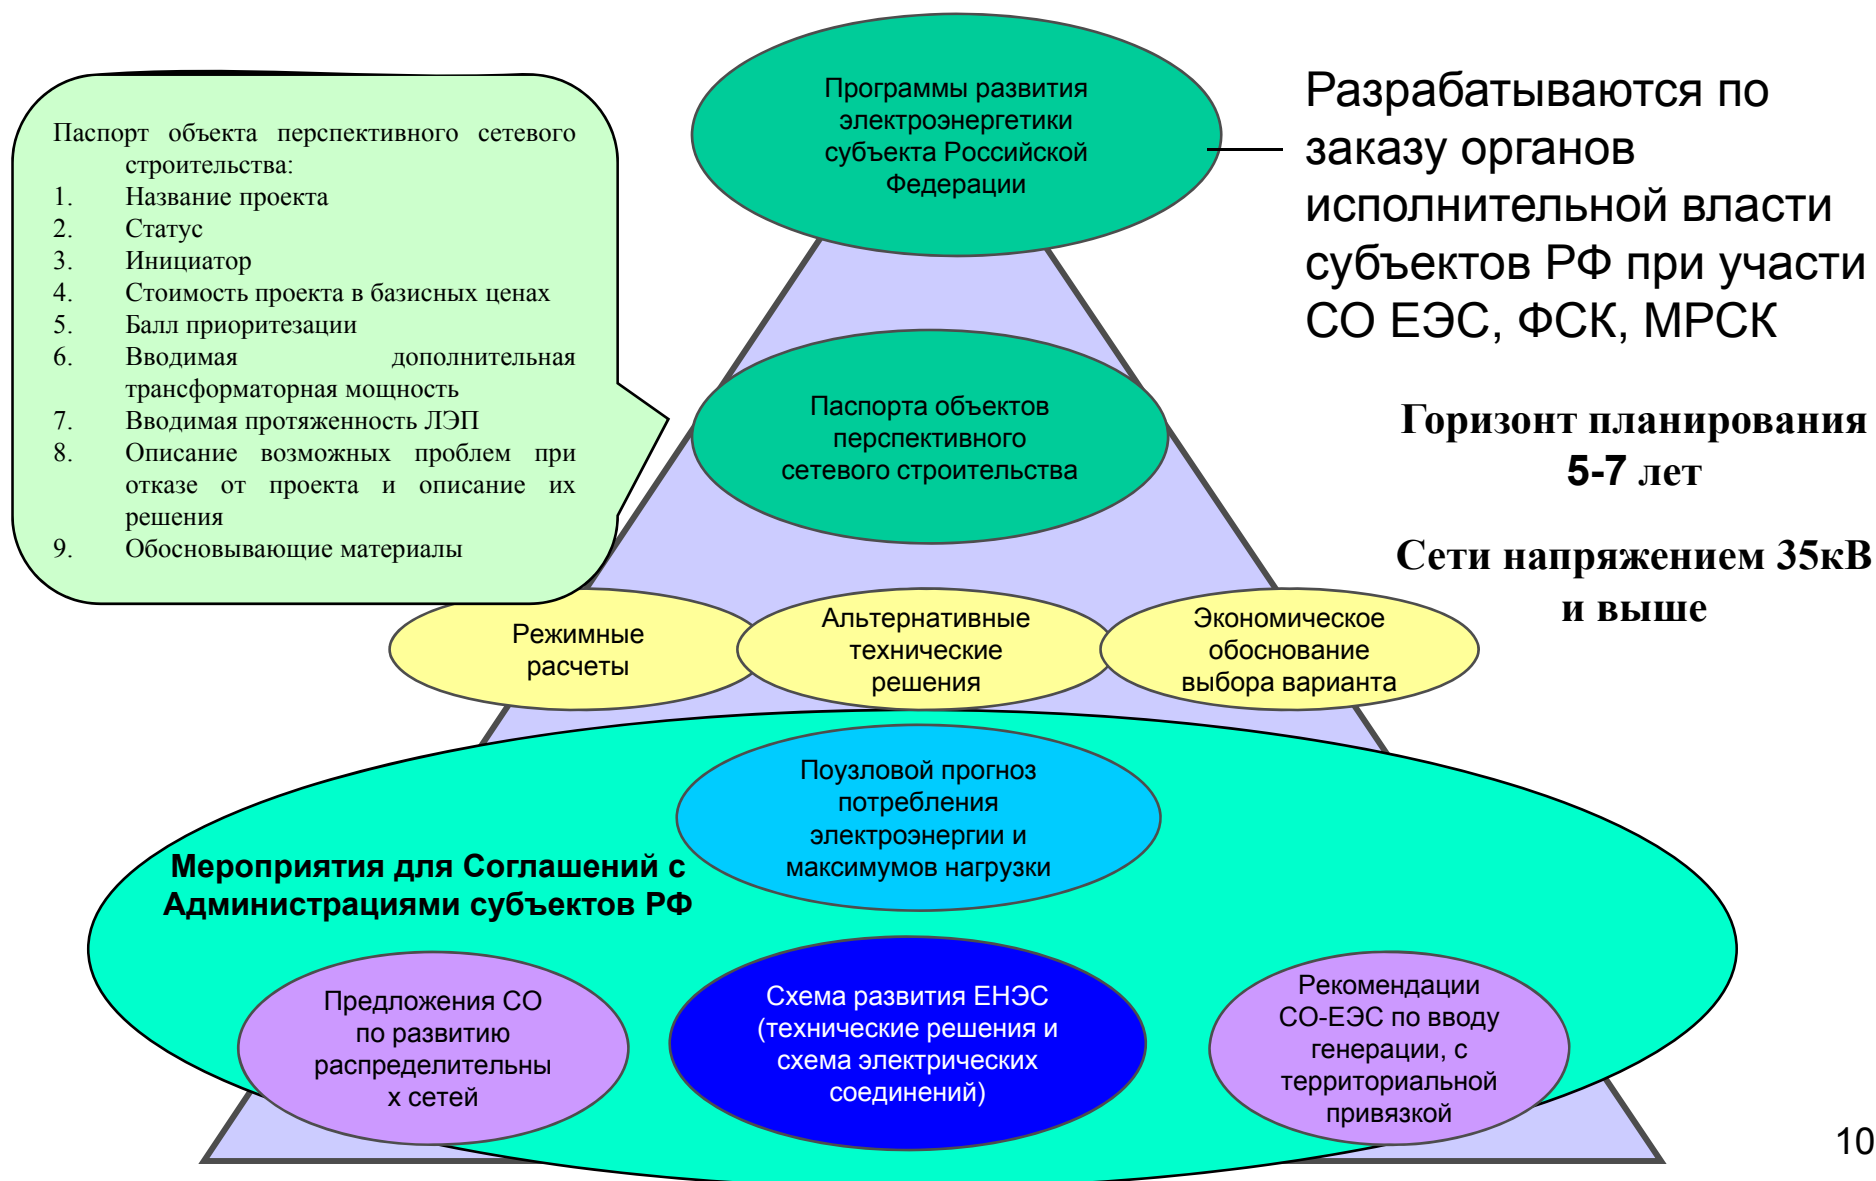 Программы развития
электроэнергетики
субъекта Российской
Федерации
Разрабатываются по
заказу органов
исполнительной власти
субъектов РФ при участи
СО ЕЭС, ФСК, МРСК
Паспорт объекта перспективного сетевого
строительства:
1. Название проекта
2. Статус
3. Инициатор
4. Стоимость проекта в базисных ценах
5. Балл приоритезации
6. Вводимая дополнительная
трансформаторная мощность
7. Вводимая протяженность ЛЭП
8. Описание возможных проблем при
отказе от проекта и описание их
решения
9. Обосновывающие материалы
Паспорта объектов
перспективного
сетевого строительства
Горизонт планирования
5-7 лет
Сети напряжением 35кВ
и выше
Режимные
расчеты
Альтернативные
технические
решения
Экономическое
обоснование
выбора варианта
Поузловой прогноз
потребления
электроэнергии и
максимумов нагрузки
Мероприятия для Соглашений с
Администрациями субъектов РФ
Предложения СО
по развитию
распределительны
х сетей
Схема развития ЕНЭС
(технические решения и
схема электрических
соединений)
Рекомендации
СО-ЕЭС по вводу
генерации, с
территориальной
привязкой
10